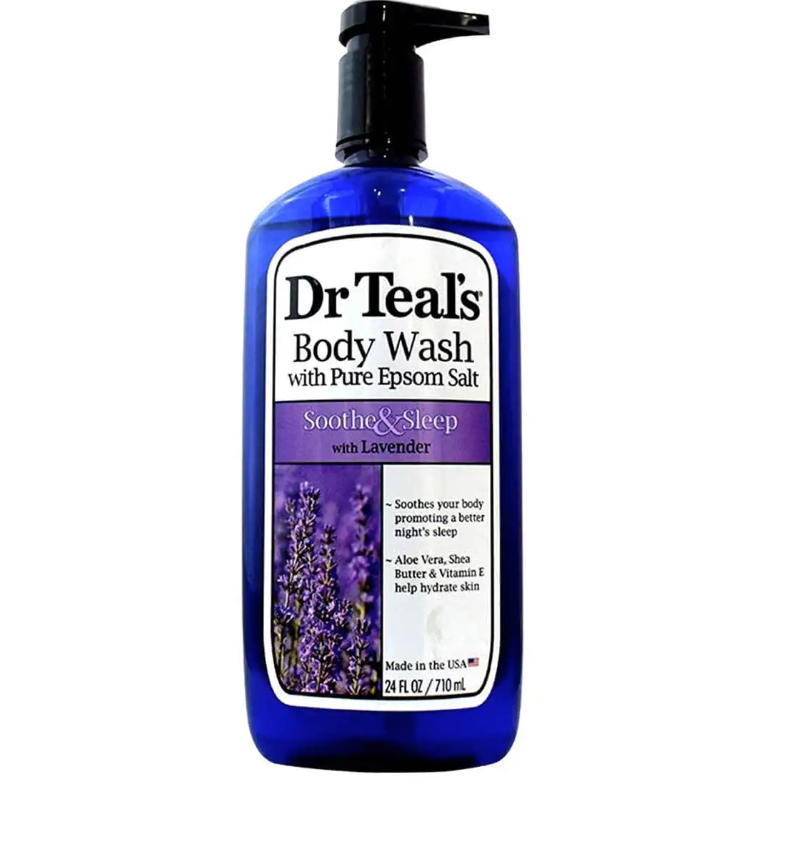 Dr Teal's®
Body Wash
with Pure Epsom Salt
Soothe&Sleep
with Lavender
~ Soothes your body
promoting a better
night's sleep
~ Aloe Vera, Shea
Butter & Vitamin E
help hydrate skin
Made in the USA
24 FL OZ / 710 mL